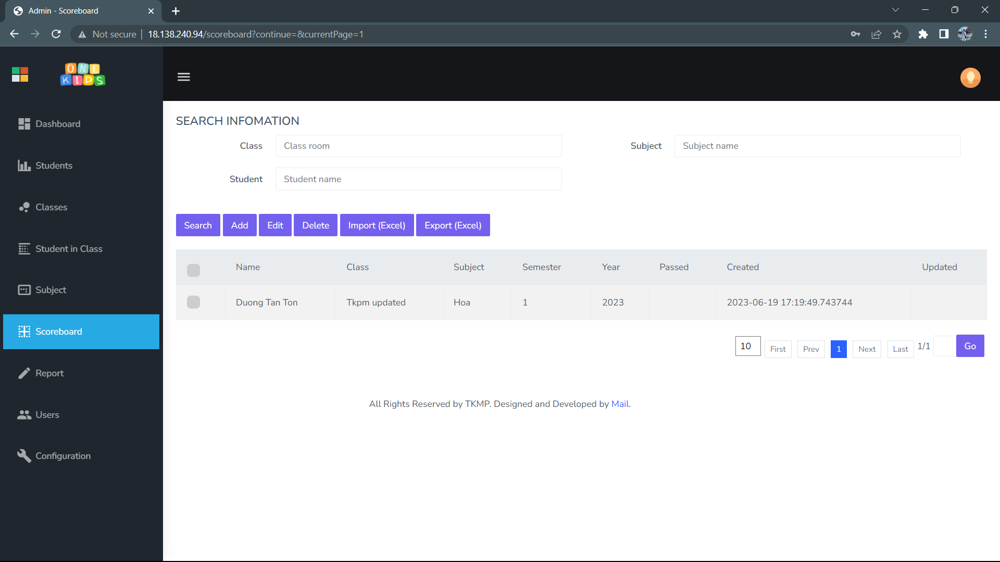 Admin - Scoreboard
Not secure 18.138.240.94/scoreboard?continue=&currentPage=1
ONE
KIDS
Dashboard
Students
Classes
Student in Class
Subject
Scoreboard
Report
Users
Configuration
SEARCH INFOMATION
Class Class room Subject Subject name
Student Student name
Search Add Edit Delete Import (Excel) Export (Excel)
Name Class Subject Semester Year Passed Created Updated
Duong Tan Ton Tkpm updated Hoa 1 2023 2023-06-19 17:19:49.743744
10 First Prev 1 Next Last 1/1 Go
All Rights Reserved by TKMP. Designed and Developed by Mail.